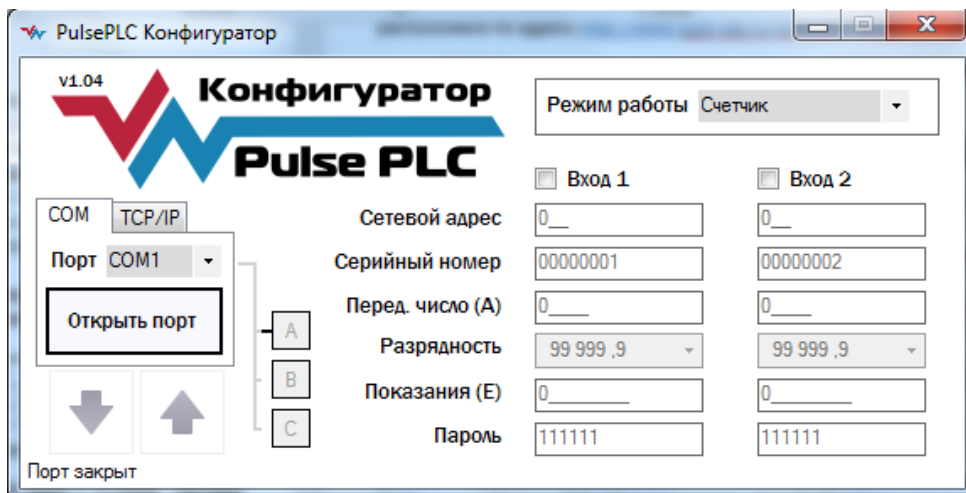 PulsePLC Конфигуратор
v1.04
Конфигуратор
Pulse PLC
Режим работы Счетчик
Вход 1 Вход 2
COM TCP/IP
Порт COM1
Открыть порт
A
B
C
Сетевой адрес 0__ 0__
Серийный номер 00000001 00000002
Перед. число (A) 0____ 0____
Разрядность 99 999 ,9 99 999 ,9
Показания (E) 0________ 0________
Пароль 111111 111111
Порт закрыт